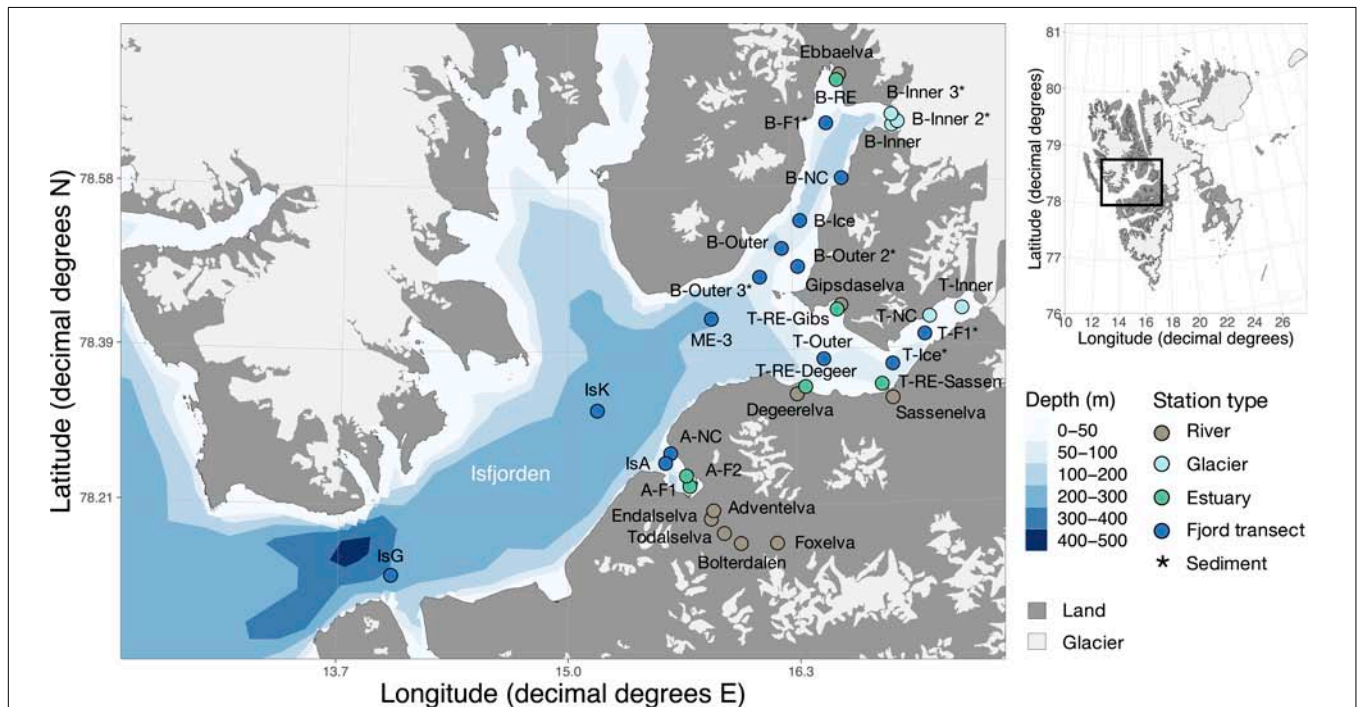 Ebbaelva
B-RE
B-Inner 3*
B-F1*
B-Inner 2*
B-Inner
B-NC
B-Ice
B-Outer
B-Outer 2*
B-Outer 3*
Gipsdaselva
T-Inner
T-RE-Gibs
T-NC
ME-3
T-Outer
T-F1*
T-Ice*
T-RE-Degeer
T-RE-Sassen
Degeerelva
Sassenelva
IsK
A-NC
IsA
A-F2
A-F1
Isfjorden
Adventelva
Endalselva
Todalselva
Foxelva
Bolterdalen
IsG
78.58
78.39
78.21
Latitude (decimal degrees N)
13.7
15.0
16.3
Longitude (decimal degrees E)
81
80
79
78
77
76
Latitude (decimal degrees)
10 12 14 16 18 20 22 24 26
Longitude (decimal degrees)
Depth (m)
0–50
50–100
100–200
200–300
300–400
400–500
Station type
River
Glacier
Estuary
Fjord transect
* Sediment
Land
Glacier